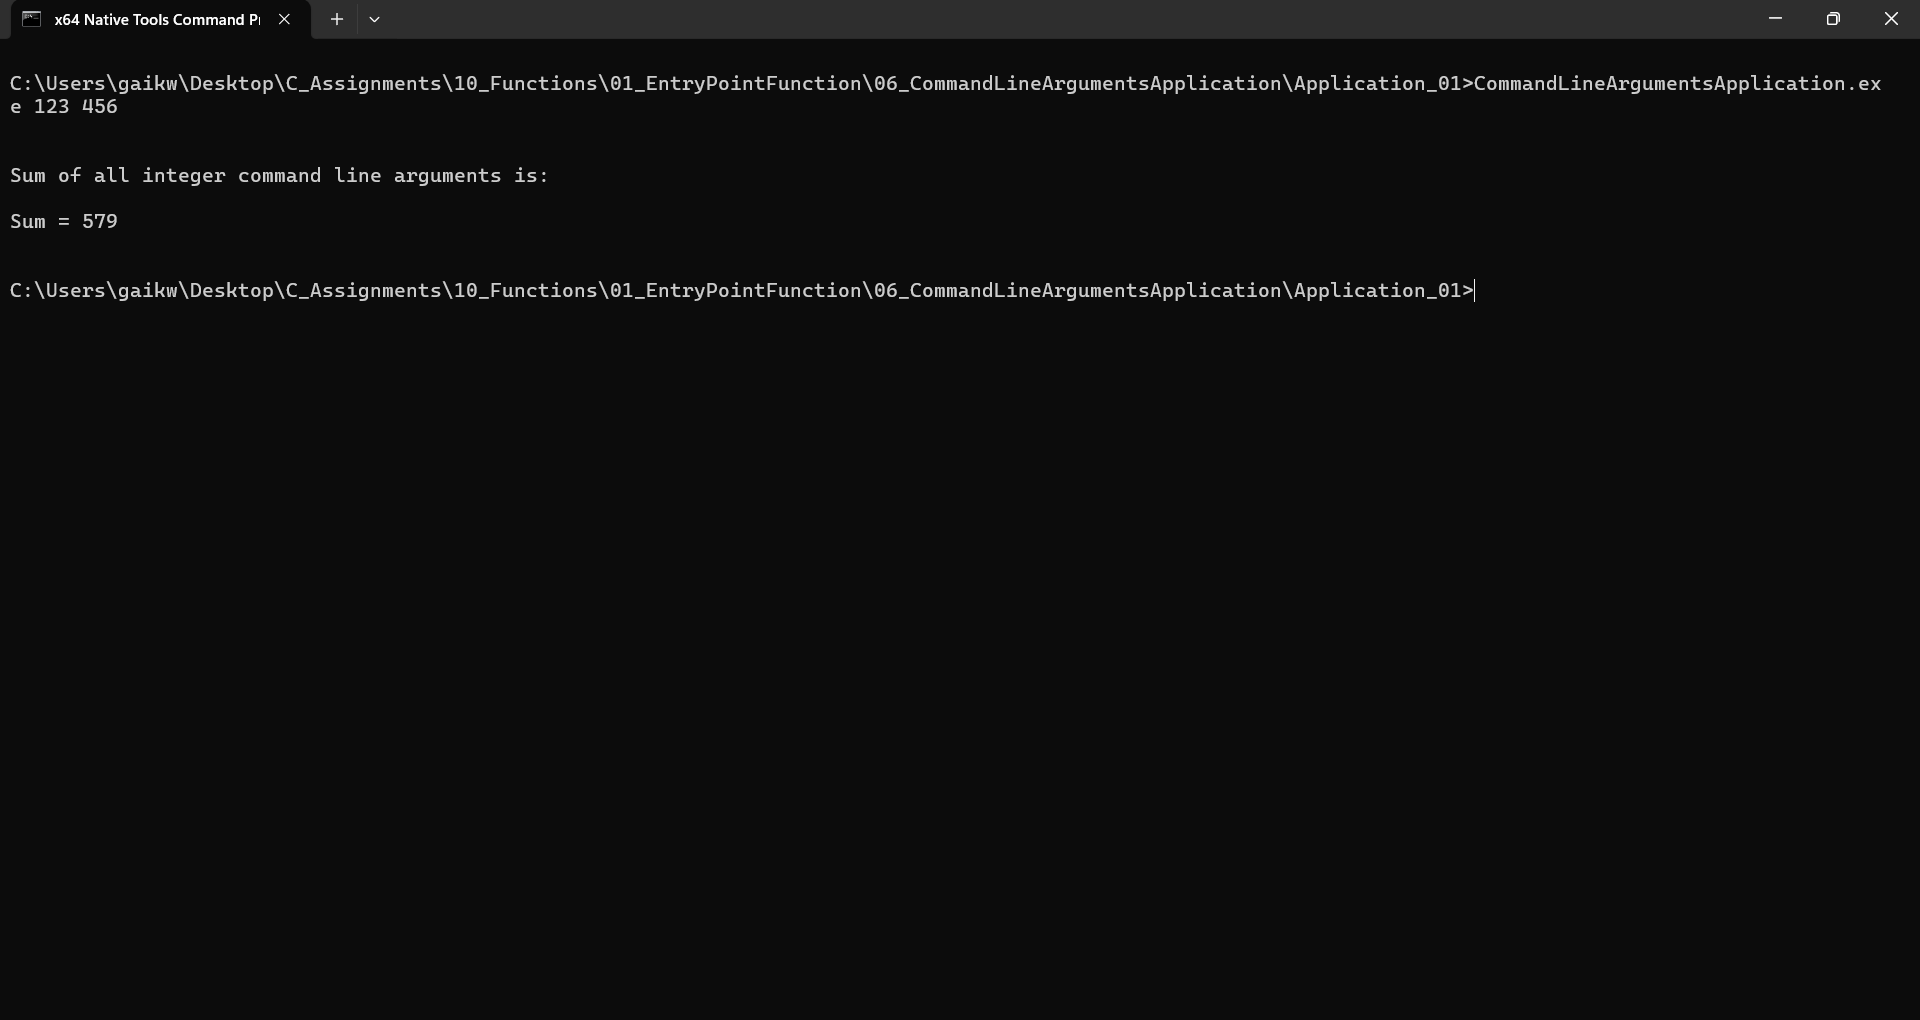 x64 Native Tools Command Pr
C:\Users\gaikw\Desktop\C_Assignments\10_Functions\01_EntryPointFunction\06_CommandLineArgumentsApplication\Application_01>CommandLineArgumentsApplication.ex
e 123 456
Sum of all integer command line arguments is:
Sum = 579
C:\Users\gaikw\Desktop\C_Assignments\10_Functions\01_EntryPointFunction\06_CommandLineArgumentsApplication\Application_01>